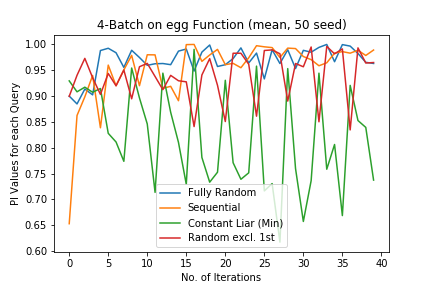 4-Batch on egg Function (mean, 50 seed)
PI Values for each Query
1.00
0.95
0.90
0.85
0.80
0.75
0.70
0.65
0.60
Fully Random
Sequential
Constant Liar (Min)
Random excl. 1st
0 5 10 15 20 25 30 35 40
No. of Iterations